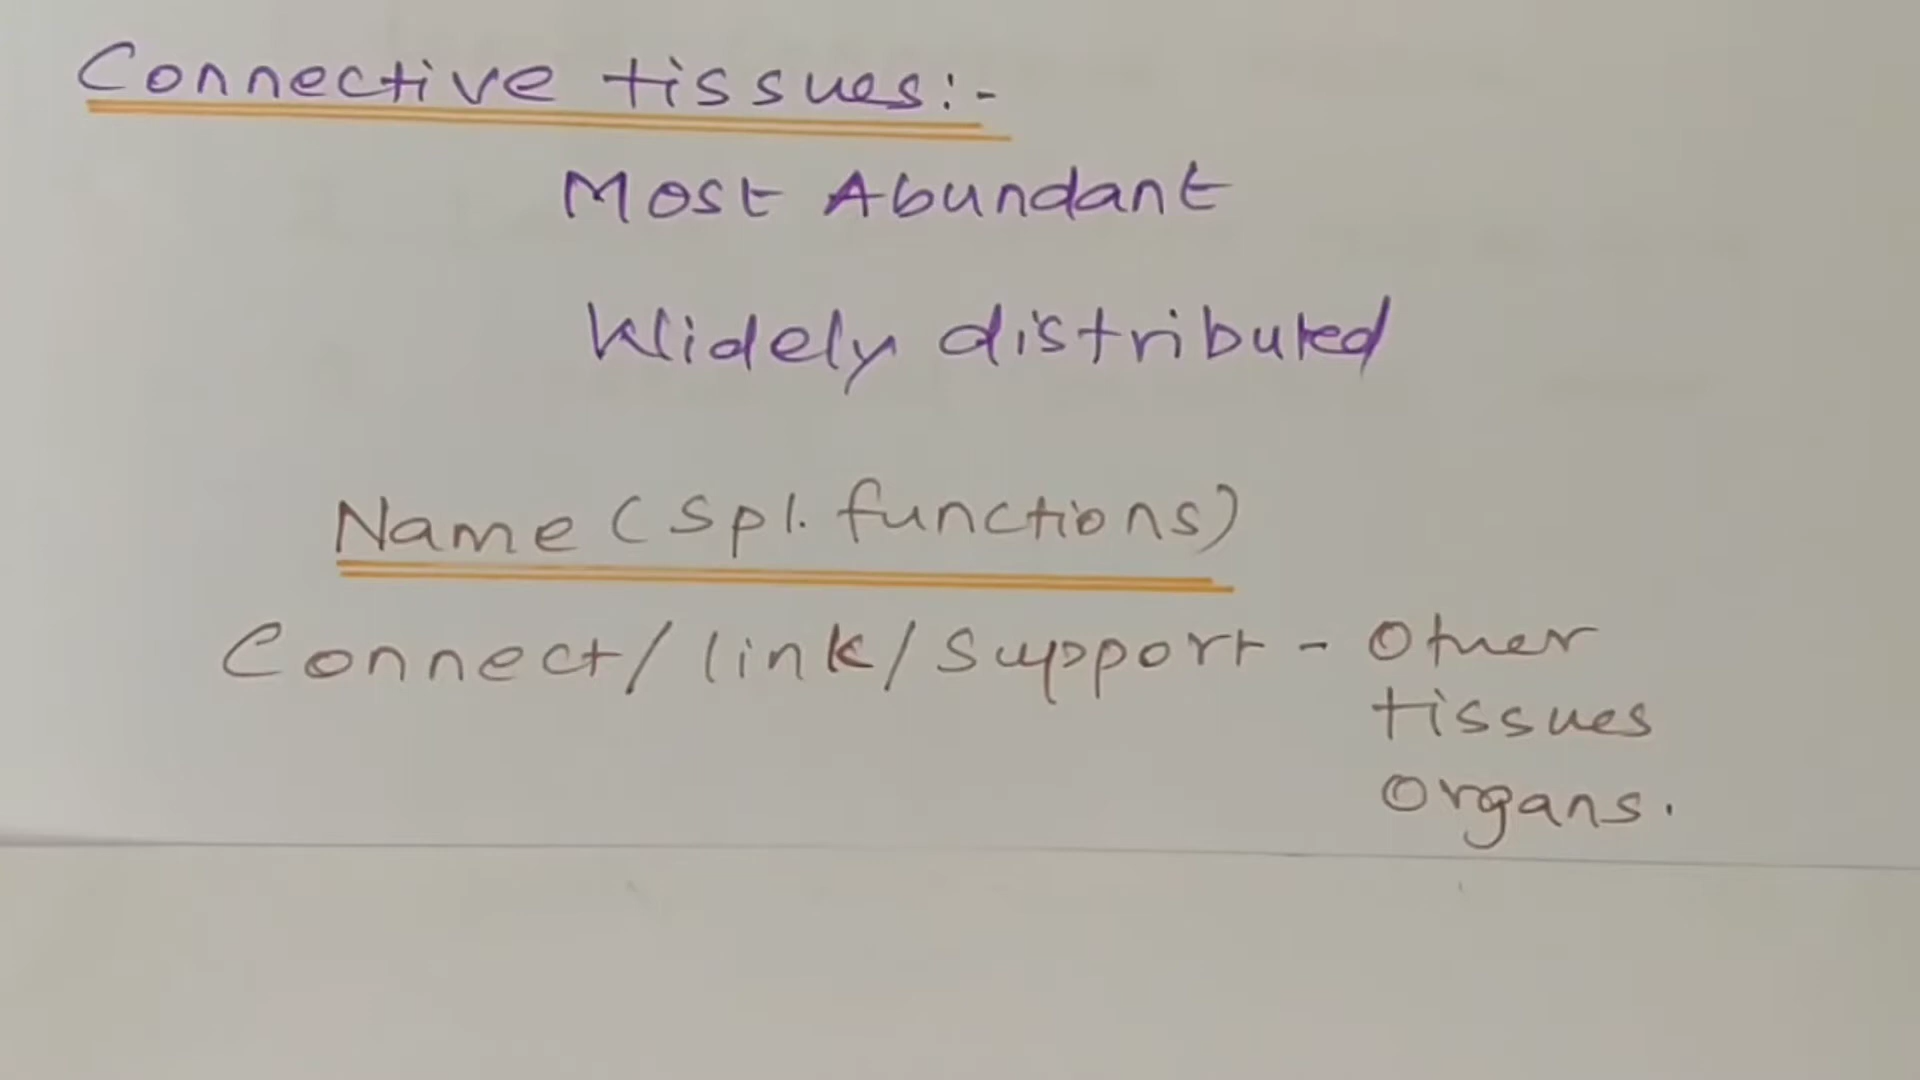 Connective tissues:-
Most Abundant
Widely distributed
Name (Spl. functions)
Connect/ link/ Support - Other
tissues
Organs.